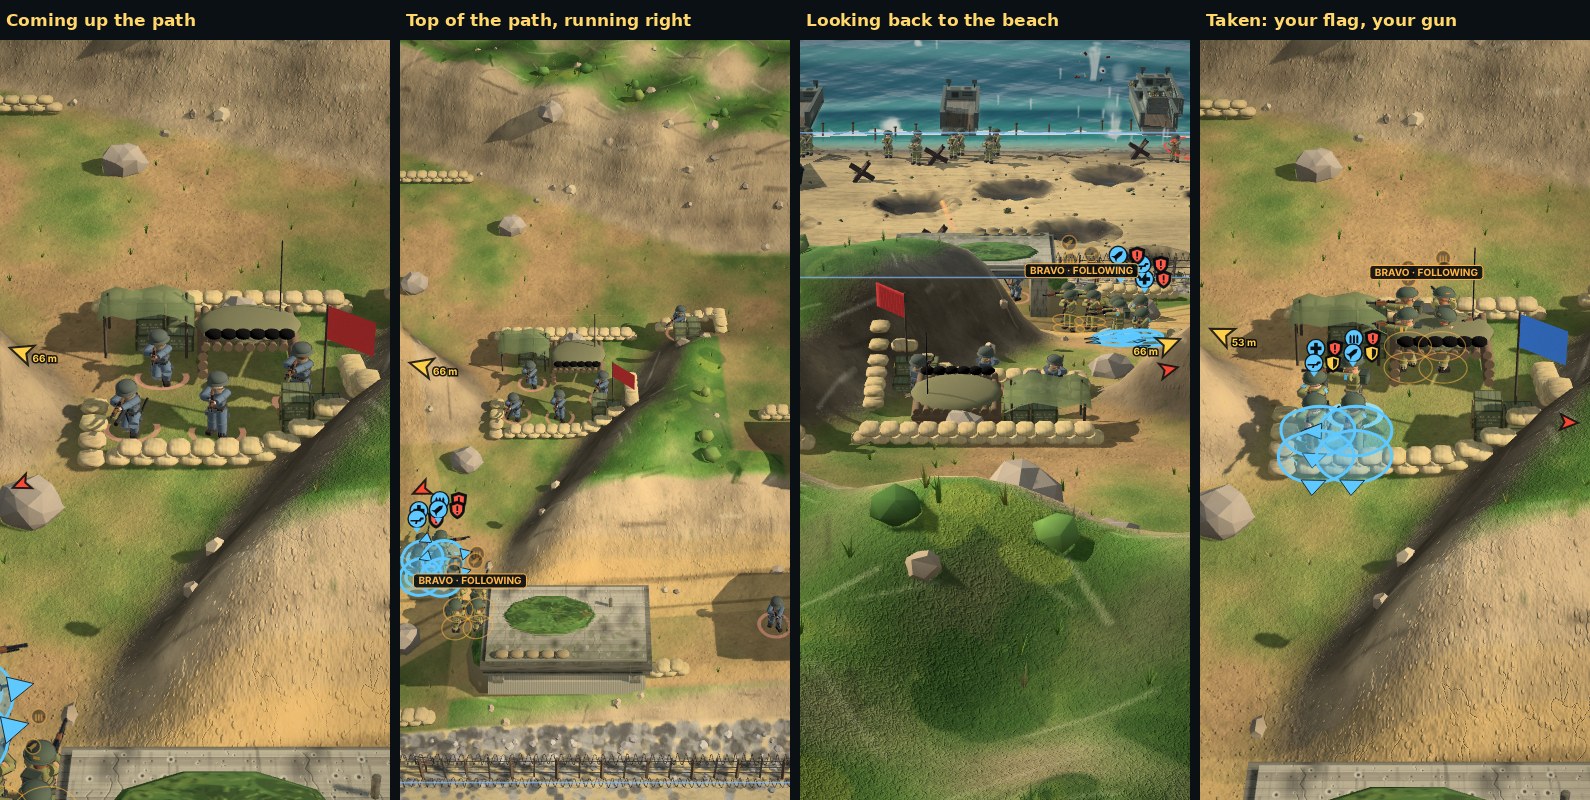 Coming up the path
Top of the path, running right
Looking back to the beach
Taken: your flag, your gun
66 m
66 m
BRAVO · FOLLOWING
BRAVO · FOLLOWING
66 m
BRAVO · FOLLOWING
53 m